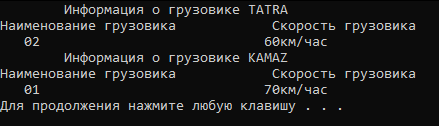 Информация о грузовике TATRA
Наименование грузовика Скорость грузовика
02 60км/час
Информация о грузовике KAMAZ
Наименование грузовика Скорость грузовика
01 70км/час
Для продолжения нажмите любую клавишу . . .